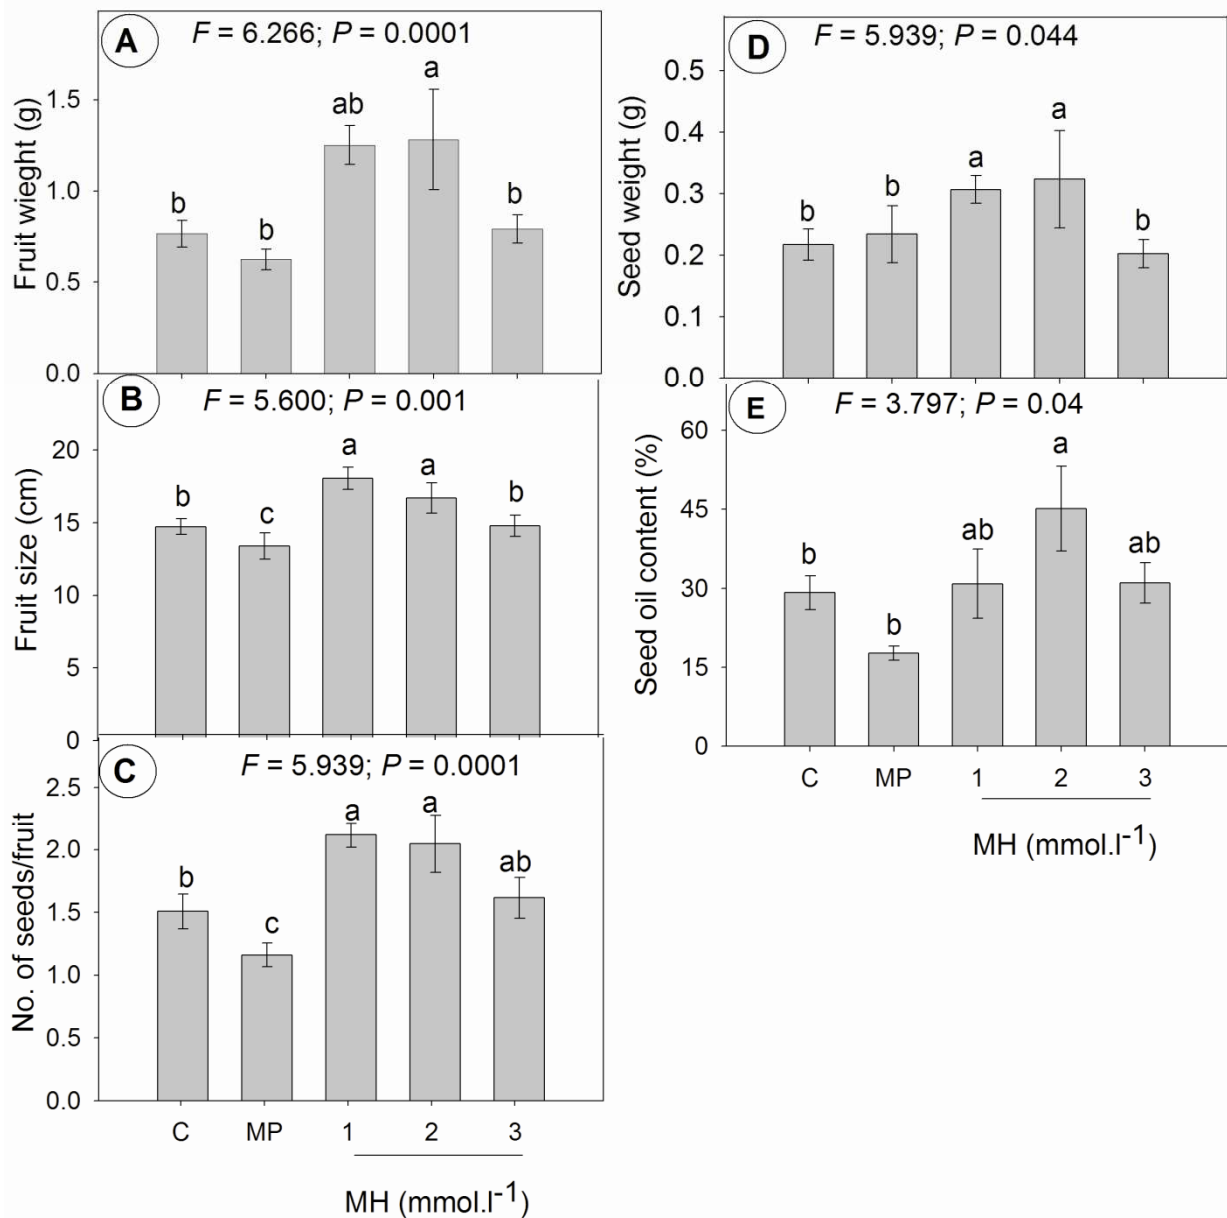 A
F = 6.266; P = 0.0001
Fruit wieght (g)
1.5
1.0
0.5
0.0
b
b
ab
a
b
B
F = 5.600; P = 0.001
Fruit size (cm)
20
15
10
5
0
b
c
a
a
b
C
F = 5.939; P = 0.0001
No. of seeds/fruit
2.5
2.0
1.5
1.0
0.5
0.0
b
c
a
a
ab
C MP 1 2 3
MH (mmol.l-1)
D
F = 5.939; P = 0.044
Seed weight (g)
0.5
0.4
0.3
0.2
0.1
0.0
b
b
a
a
b
E
F = 3.797; P = 0.04
Seed oil content (%)
60
45
30
15
0
b
b
ab
a
ab
C MP 1 2 3
MH (mmol.l-1)